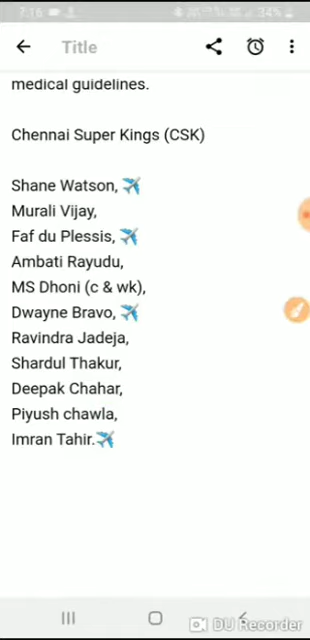 7:16
34%
Title
medical guidelines.
Chennai Super Kings (CSK)
Shane Watson, ✈️
Murali Vijay,
Faf du Plessis, ✈️
Ambati Rayudu,
MS Dhoni (c & wk),
Dwayne Bravo, ✈️
Ravindra Jadeja,
Shardul Thakur,
Deepak Chahar,
Piyush chawla,
Imran Tahir.✈️
DU Recorder